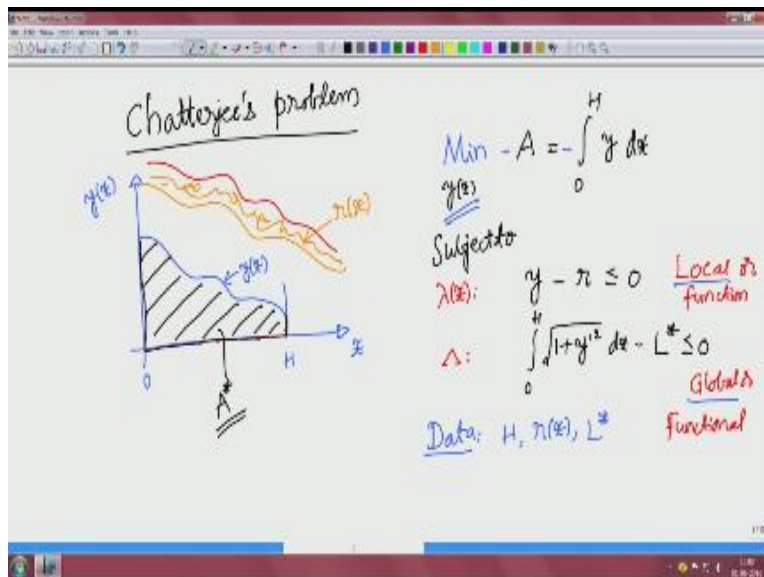 Chatterjee's problem
y(x)
r(x)
y(x)
0
H
x
A*
Min - A = -∫₀ᴴ y dx
y(x)
Subject to
λ(x): y - r ≤ 0 Local or function
Λ: ∫₀ᴴ √1+y'² dx - L* ≤ 0
Global or Functional
Data: H, r(x), L*